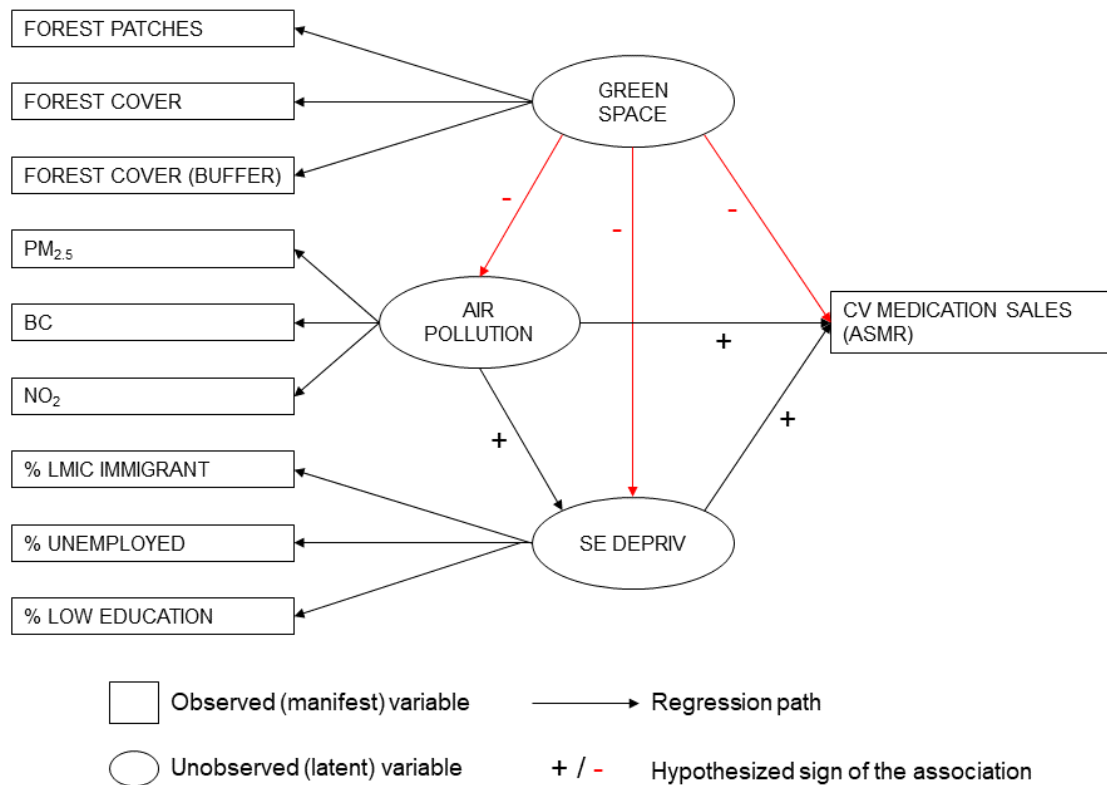 FOREST PATCHES
FOREST COVER
FOREST COVER (BUFFER)
PM2.5
BC
NO2
% LMIC IMMIGRANT
% UNEMPLOYED
% LOW EDUCATION
GREEN
SPACE
-
-
-
AIR
POLLUTION
+
+
+
SE DEPRIV
CV MEDICATION SALES
(ASMR)
Observed (manifest) variable
Regression path
Unobserved (latent) variable
+ / -
Hypothesized sign of the association